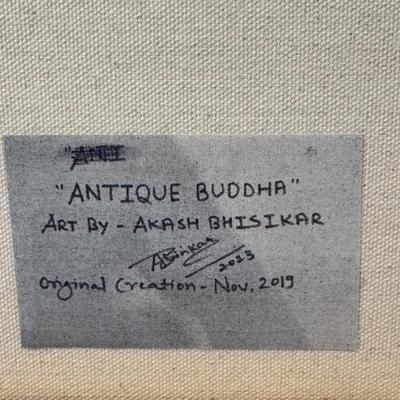 "ANTIQUE BUDDHA"
ART BY - AKASH BHISIKAR
2023
Original Creation - Nov. 2019